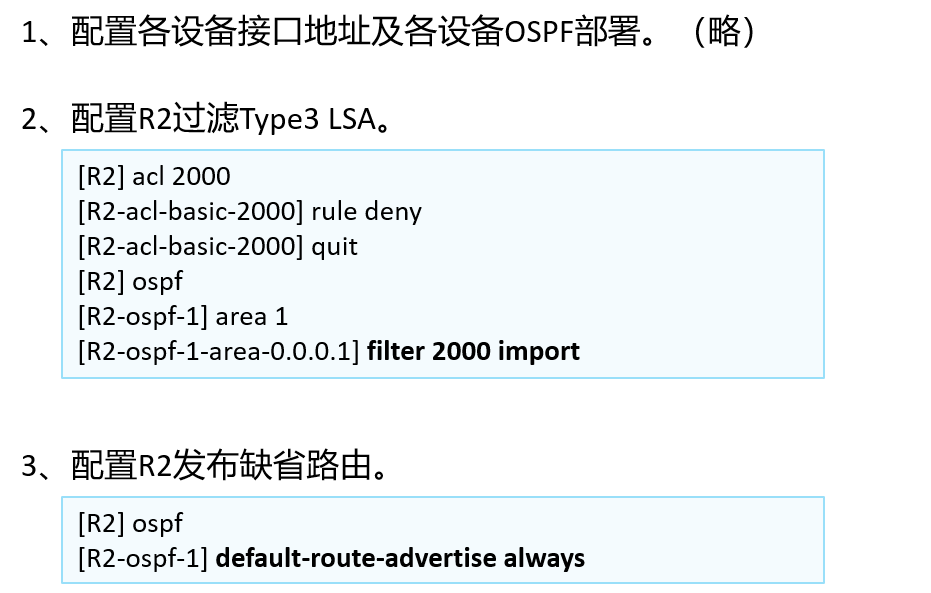 1、配置各设备接口地址及各设备OSPF部署。（略）
2、配置R2过滤Type3 LSA。
[R2] acl 2000
[R2-acl-basic-2000] rule deny
[R2-acl-basic-2000] quit
[R2] ospf
[R2-ospf-1] area 1
[R2-ospf-1-area-0.0.0.1] filter 2000 import
3、配置R2发布缺省路由。
[R2] ospf
[R2-ospf-1] default-route-advertise always